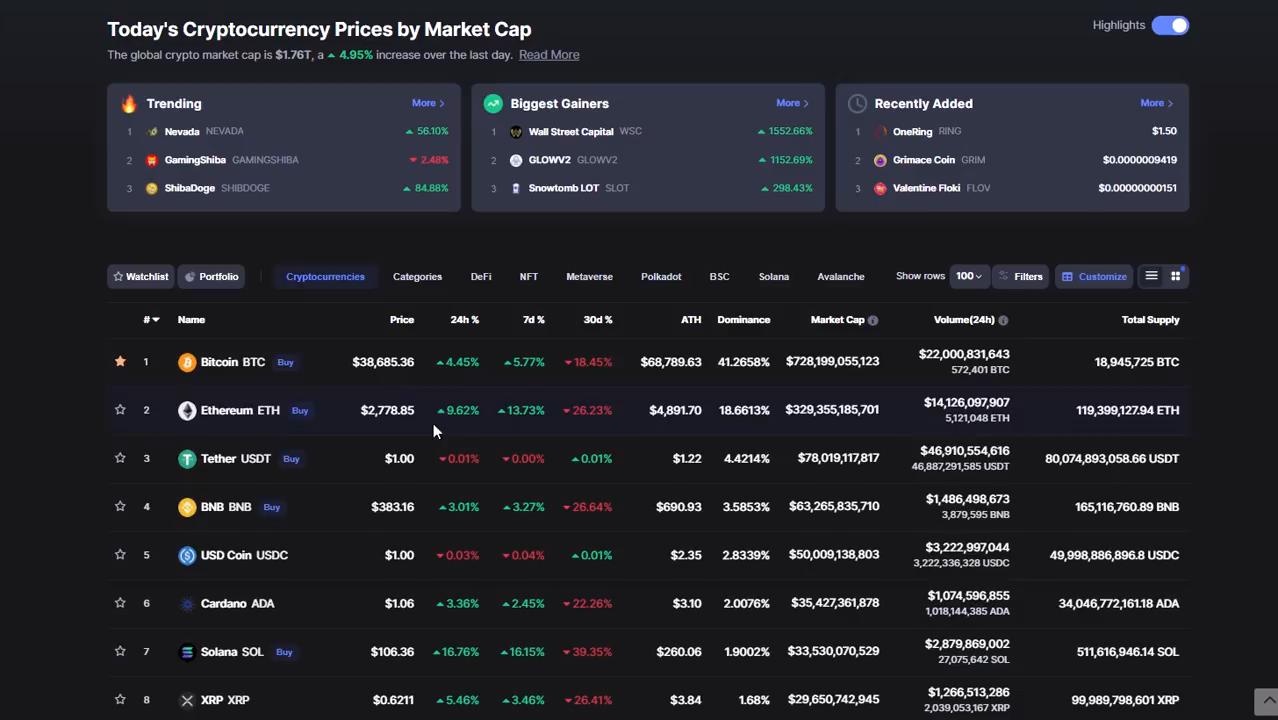 Today's Cryptocurrency Prices by Market Cap
Highlights
The global crypto market cap is $1.76T, a 4.95% increase over the last day. Read More
Trending More
1 Nevada NEVADA 56.10%
2 GamingShiba GAMINGSHIBA 2.48%
3 ShibaDoge SHIBDOGE 84.88%
Biggest Gainers More
1 Wall Street Capital WSC 1552.66%
2 GLOWV2 GLOWV2 1152.69%
3 Snowtomb LOT SLOT 298.43%
Recently Added More
1 OneRing RING $1.50
2 Grimace Coin GRIM $0.0000009419
3 Valentine Floki FLOV $0.00000000151
Watchlist Portfolio Cryptocurrencies Categories DeFi NFT Metaverse Polkadot BSC Solana Avalanche Show rows 100 Filters Customize
# Name Price 24h % 7d % 30d % ATH Dominance Market Cap Volume(24h) Total Supply
1 Bitcoin BTC Buy $38,685.36 4.45% 5.77% 18.45% $68,789.63 41.2658% $728,199,055,123 $22,000,831,643 18,945,725 BTC
572,401 BTC
2 Ethereum ETH Buy $2,778.85 9.62% 13.73% 26.23% $4,891.70 18.6613% $329,355,185,701 $14,126,097,907 119,399,127.94 ETH
5,121,048 ETH
3 Tether USDT Buy $1.00 0.01% 0.00% 0.01% $1.22 4.4214% $78,019,117,817 $46,910,554,616 80,074,893,058.66 USDT
46,887,291,585 USDT
4 BNB BNB Buy $383.16 3.01% 3.27% 26.64% $690.93 3.5853% $63,265,835,710 $1,486,498,673 165,116,760.89 BNB
3,879,595 BNB
5 USD Coin USDC $1.00 0.03% 0.04% 0.01% $2.35 2.8339% $50,009,138,803 $3,222,997,044 49,998,886,896.8 USDC
3,222,336,328 USDC
6 Cardano ADA $1.06 3.36% 2.45% 22.26% $3.10 2.0076% $35,427,361,878 $1,074,596,855 34,046,772,161.18 ADA
1,018,144,385 ADA
7 Solana SOL Buy $106.36 16.76% 16.15% 39.35% $260.06 1.9002% $33,530,070,529 $2,879,869,002 511,616,946.14 SOL
27,075,642 SOL
8 XRP XRP $0.6211 5.46% 3.46% 26.41% $3.84 1.68% $29,650,742,945 $1,266,513,286 99,989,798,601 XRP
2,039,053,167 XRP